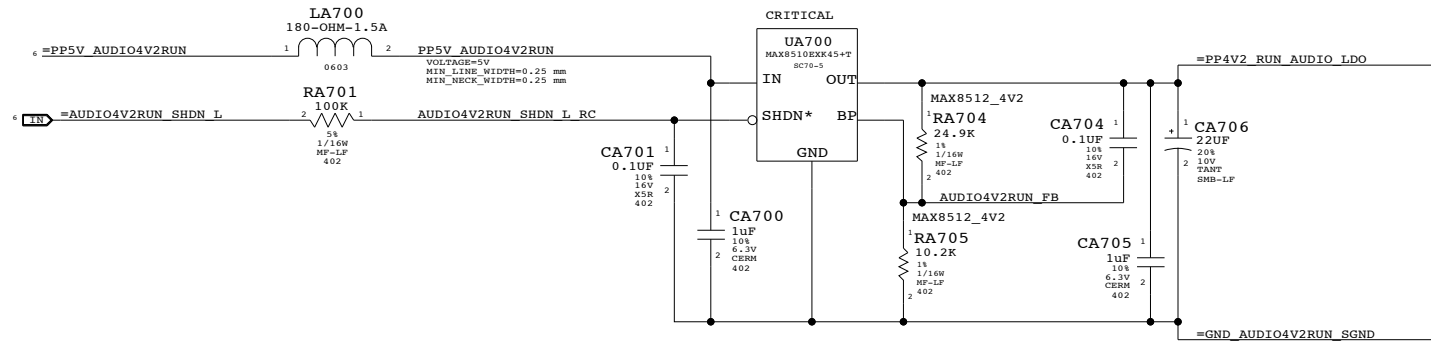 LA700
180-OHM-1.5A
CRITICAL
6 =PP5V_AUDIO4V2RUN
1
2
0603
PP5V_AUDIO4V2RUN
VOLTAGE=5V
MIN_LINE_WIDTH=0.25 mm
MIN_NECK_WIDTH=0.25 mm
UA700
MAX8510EXK45+T
SC70-5
IN
OUT
SHDN*
BP
GND
=PP4V2_RUN_AUDIO_LDO
6 IN =AUDIO4V2RUN_SHDN_L
RA701
100K
2
1
5%
1/16W
MF-LF
402
AUDIO4V2RUN_SHDN_L_RC
CA701
0.1UF
10%
16V
X5R
402
1
2
CA700
1uF
10%
6.3V
CERM
402
1
2
MAX8512_4V2
RA704
24.9K
1%
1/16W
MF-LF
402
1
2
CA704
0.1UF
10%
16V
X5R
402
1
2
CA706
22UF
20%
10V
TANT
SMB-LF
1
+
2
AUDIO4V2RUN_FB
MAX8512_4V2
RA705
10.2K
1%
1/16W
MF-LF
402
1
2
CA705
1uF
10%
6.3V
CERM
402
1
2
=GND_AUDIO4V2RUN_SGND